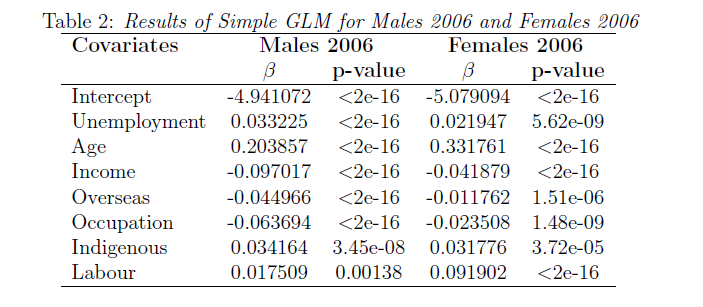 Table 2: Results of Simple GLM for Males 2006 and Females 2006
Covariates Males 2006 Females 2006
β p-value β p-value
Intercept -4.941072 <2e-16 -5.079094 <2e-16
Unemployment 0.033225 <2e-16 0.021947 5.62e-09
Age 0.203857 <2e-16 0.331761 <2e-16
Income -0.097017 <2e-16 -0.041879 <2e-16
Overseas -0.044966 <2e-16 -0.011762 1.51e-06
Occupation -0.063694 <2e-16 -0.023508 1.48e-09
Indigenous 0.034164 3.45e-08 0.031776 3.72e-05
Labour 0.017509 0.00138 0.091902 <2e-16